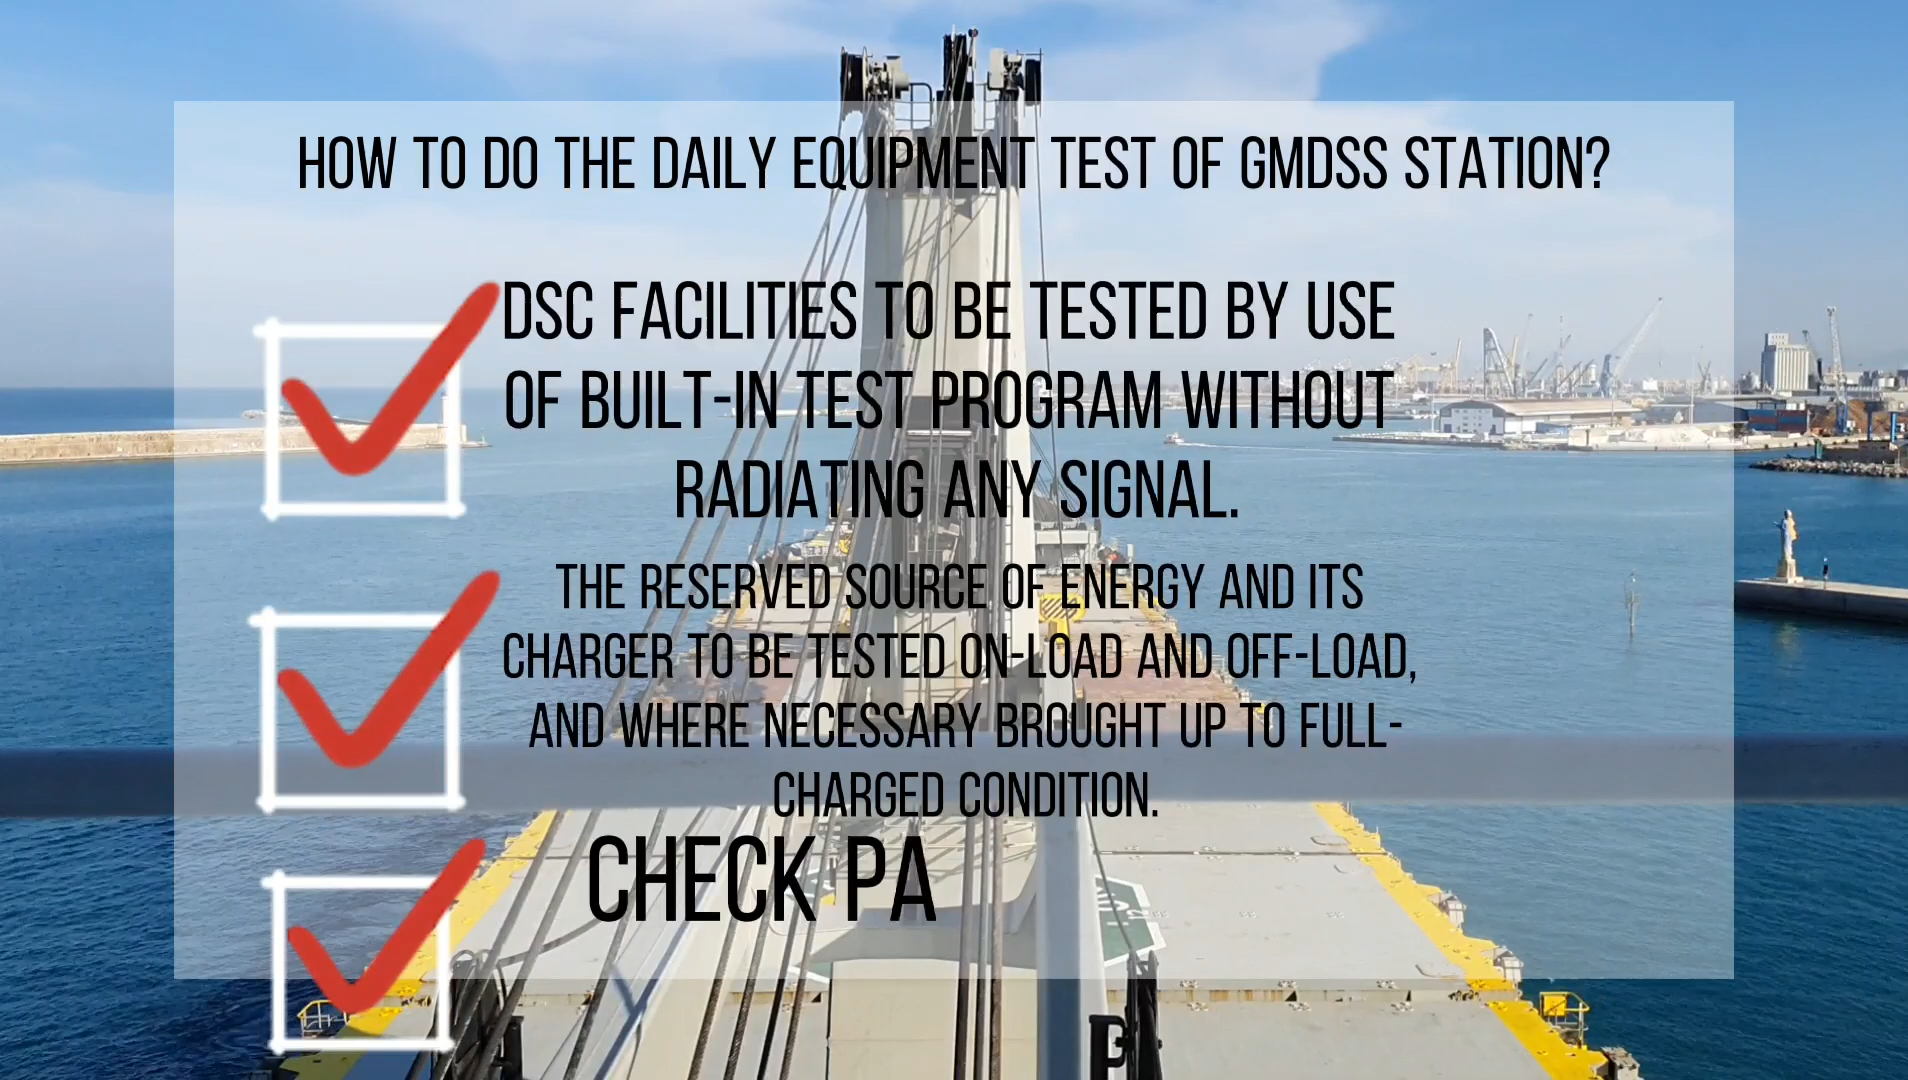 HOW TO DO THE DAILY EQUIPMENT TEST OF GMDSS STATION?
DSC FACILITIES TO BE TESTED BY USE
OF BUILT-IN TEST PROGRAM WITHOUT
RADIATING ANY SIGNAL.
THE RESERVED SOURCE OF ENERGY AND ITS
CHARGER TO BE TESTED ON-LOAD AND OFF-LOAD,
AND WHERE NECESSARY BROUGHT UP TO FULL-
CHARGED CONDITION.
CHECK PA